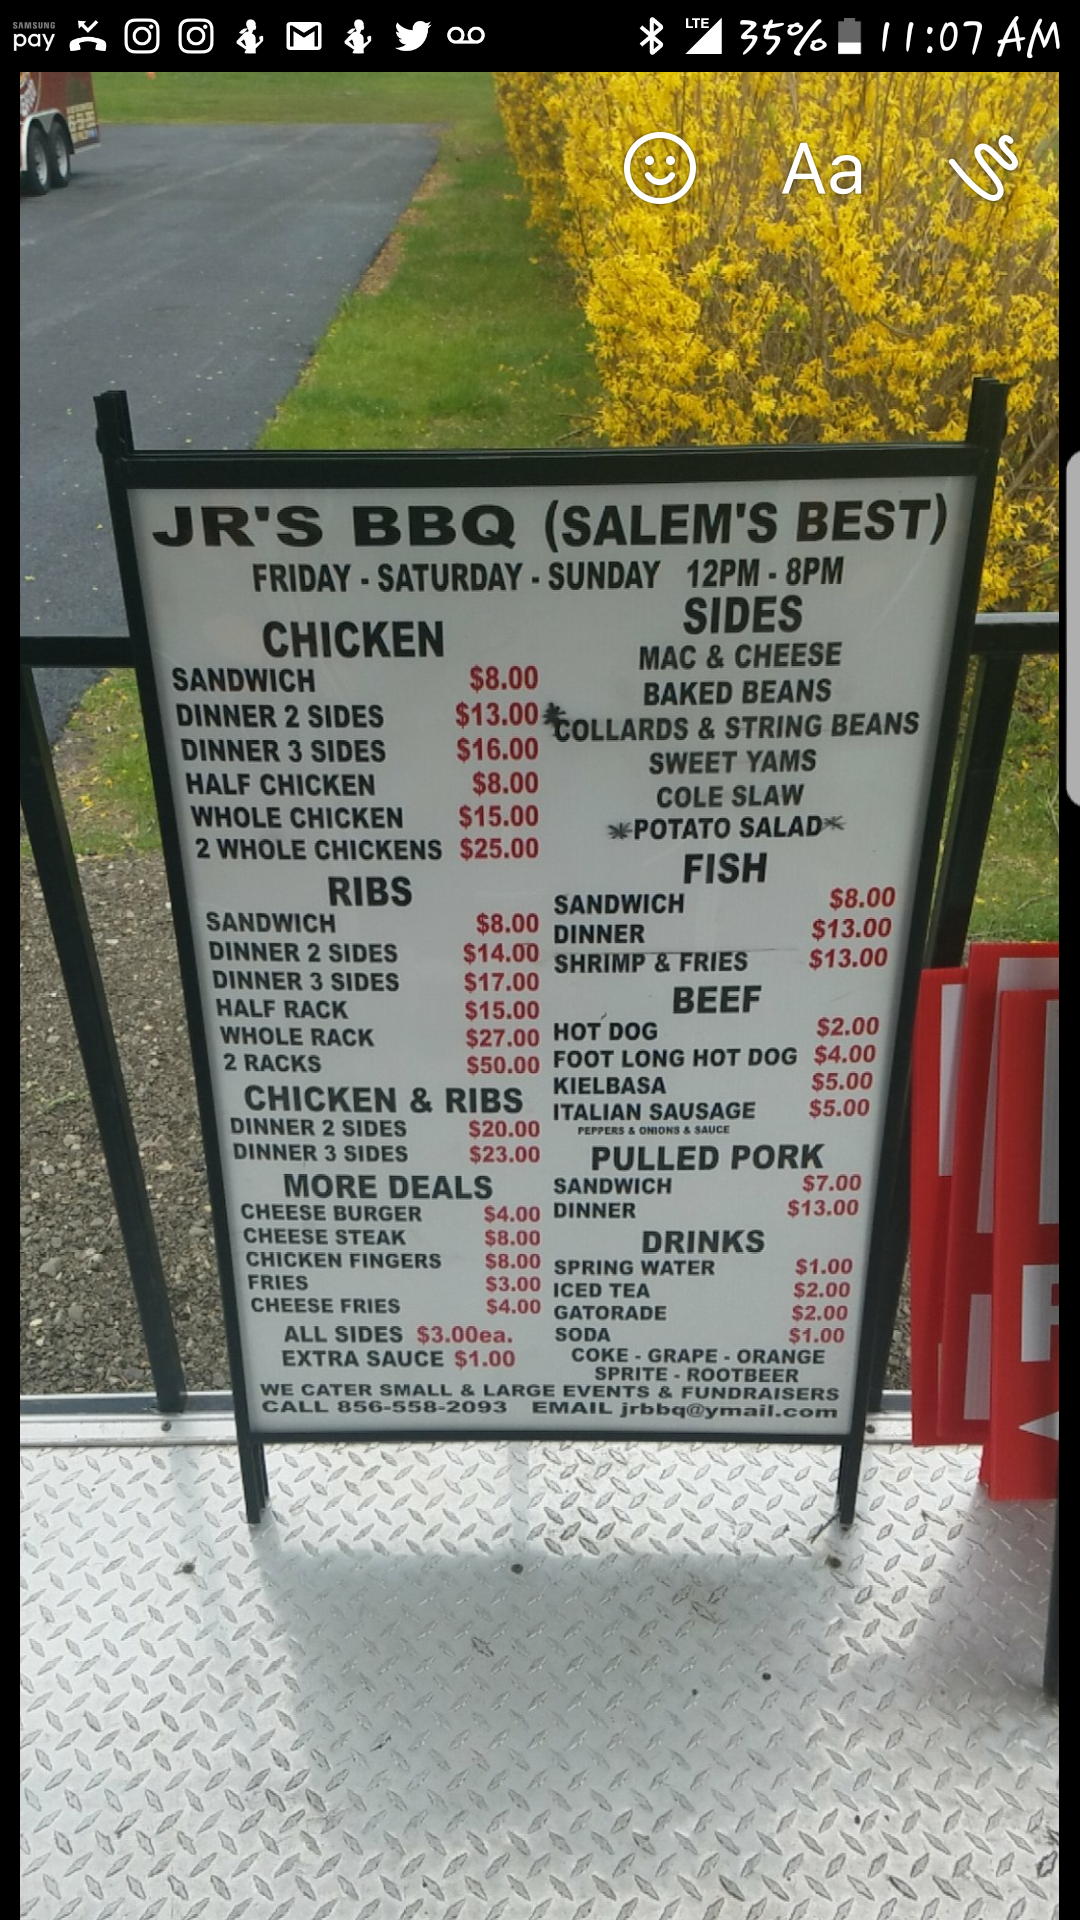 SAMSUNG
pay
LTE
35%
11:07 AM
Aa
JR'S BBQ (SALEM'S BEST)
FRIDAY - SATURDAY - SUNDAY 12PM - 8PM
CHICKEN
SANDWICH $8.00
DINNER 2 SIDES $13.00
DINNER 3 SIDES $16.00
HALF CHICKEN $8.00
WHOLE CHICKEN $15.00
2 WHOLE CHICKENS $25.00
RIBS
SANDWICH $8.00
DINNER 2 SIDES $14.00
DINNER 3 SIDES $17.00
HALF RACK $15.00
WHOLE RACK $27.00
2 RACKS $50.00
CHICKEN & RIBS
DINNER 2 SIDES $20.00
DINNER 3 SIDES $23.00
MORE DEALS
CHEESE BURGER $4.00
CHEESE STEAK $8.00
CHICKEN FINGERS $8.00
FRIES $3.00
CHEESE FRIES $4.00
ALL SIDES $3.00ea.
EXTRA SAUCE $1.00
SIDES
MAC & CHEESE
BAKED BEANS
*COLLARDS & STRING BEANS
SWEET YAMS
COLE SLAW
*POTATO SALAD*
FISH
SANDWICH $8.00
DINNER $13.00
SHRIMP & FRIES $13.00
BEEF
HOT DOG $2.00
FOOT LONG HOT DOG $4.00
KIELBASA $5.00
ITALIAN SAUSAGE $5.00
PEPPERS & ONIONS & SAUCE
PULLED PORK
SANDWICH $7.00
DINNER $13.00
DRINKS
SPRING WATER $1.00
ICED TEA $2.00
GATORADE $2.00
SODA $1.00
COKE - GRAPE - ORANGE
SPRITE - ROOTBEER
WE CATER SMALL & LARGE EVENTS & FUNDRAISERS
CALL 856-558-2093 EMAIL jrbbq@ymail.com